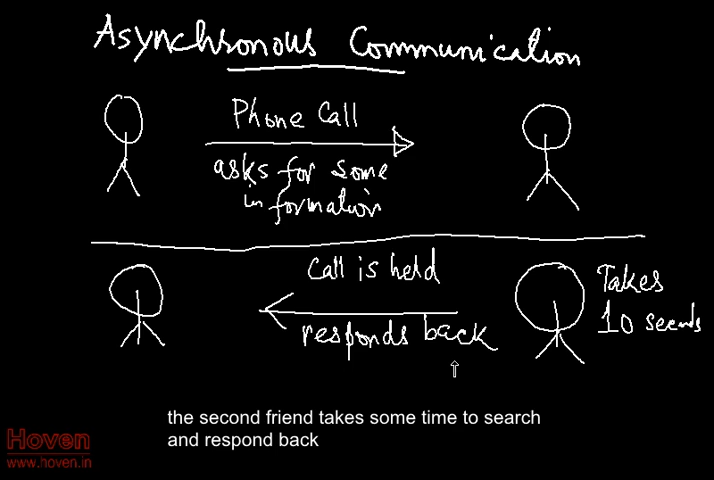 Asynchronous Communication
Phone Call
asks for some
information
Call is held
responds back
Takes
10 seconds
the second friend takes some time to search
and respond back
Hoven
www.hoven.in